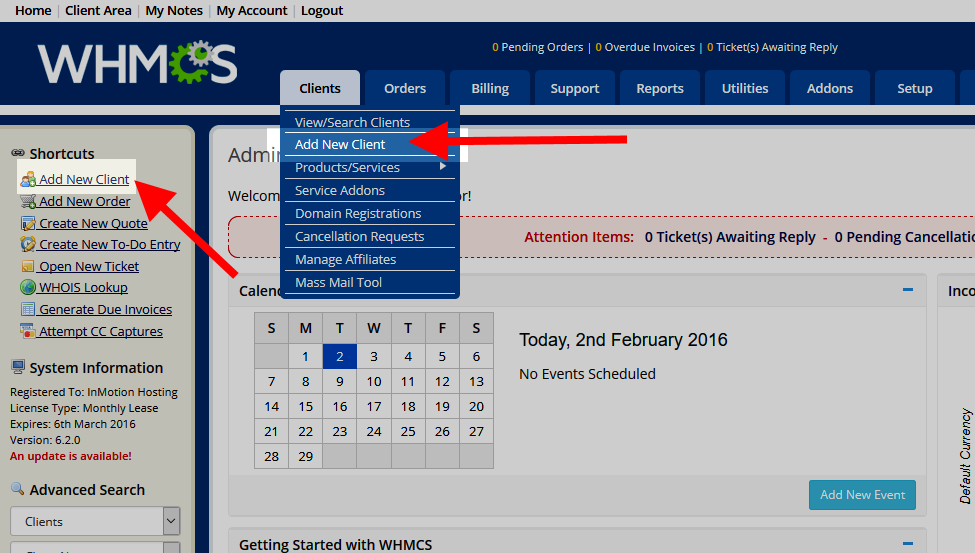 Home | Client Area | My Notes | My Account | Logout
WHMCS
0 Pending Orders | 0 Overdue Invoices | 0 Ticket(s) Awaiting Reply
Clients Orders Billing Support Reports Utilities Addons Setup
View/Search Clients
Add New Client
Products/Services
Service Addons
Domain Registrations
Cancellation Requests
Manage Affiliates
Mass Mail Tool
Shortcuts
Add New Client
Add New Order
Create New Quote
Create New To-Do Entry
Open New Ticket
WHOIS Lookup
Generate Due Invoices
Attempt CC Captures
System Information
Registered To: InMotion Hosting
License Type: Monthly Lease
Expires: 6th March 2016
Version: 6.2.0
An update is available!
Advanced Search
Clients
Attention Items: 0 Ticket(s) Awaiting Reply - 0 Pending
S M T W T F S
1 2 3 4 5 6
7 8 9 10 11 12 13
14 15 16 17 18 19 20
21 22 23 24 25 26 27
28 29
Today, 2nd February 2016
No Events Scheduled
Add New Event
Default Currency
Getting Started with WHMCS